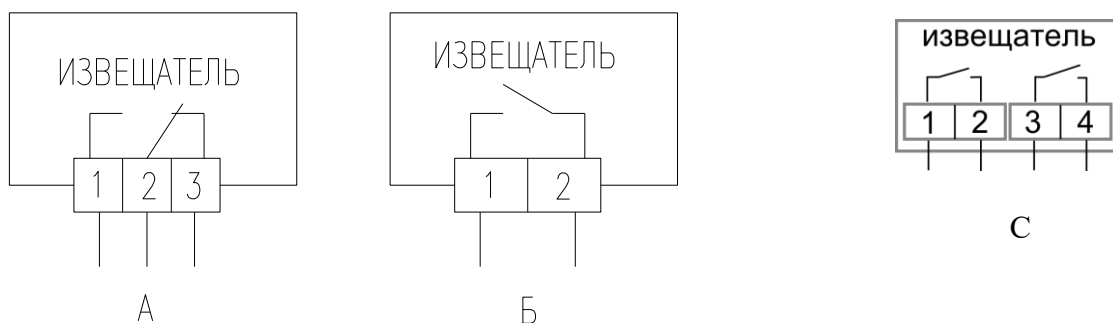 ИЗВЕЩАТЕЛЬ
1 2 3
А
ИЗВЕЩАТЕЛЬ
1 2
Б
извещатель
1 2 3 4
С